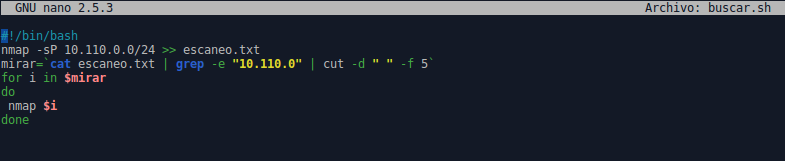 GNU nano 2.5.3 Archivo: buscar.sh
#!/bin/bash
nmap -sP 10.110.0.0/24 >> escaneo.txt
mirar=`cat escaneo.txt | grep -e "10.110.0" | cut -d " " -f 5`
for i in $mirar
do
 nmap $i
done